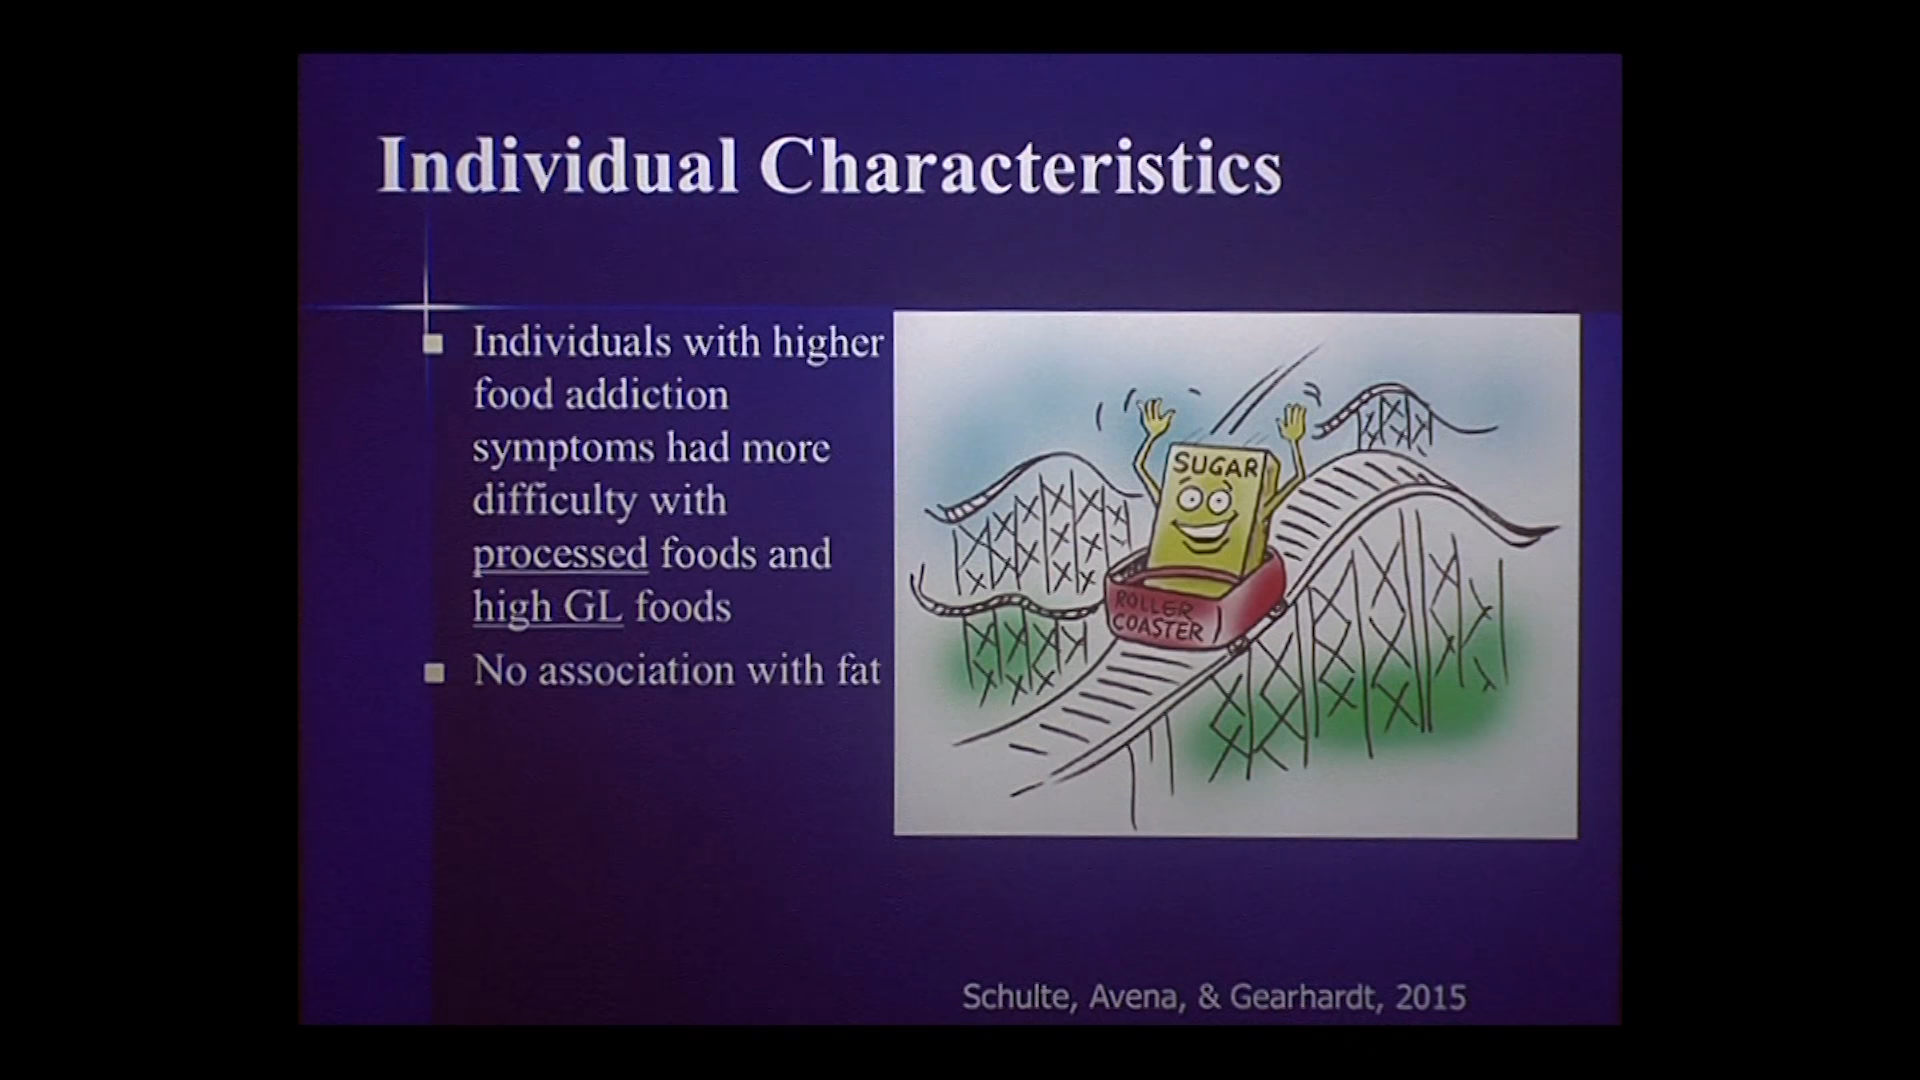 Individual Characteristics
Individuals with higher
food addiction
symptoms had more
difficulty with
processed foods and
high GL foods
No association with fat
SUGAR
ROLLER
COASTER
Schulte, Avena, & Gearhardt, 2015